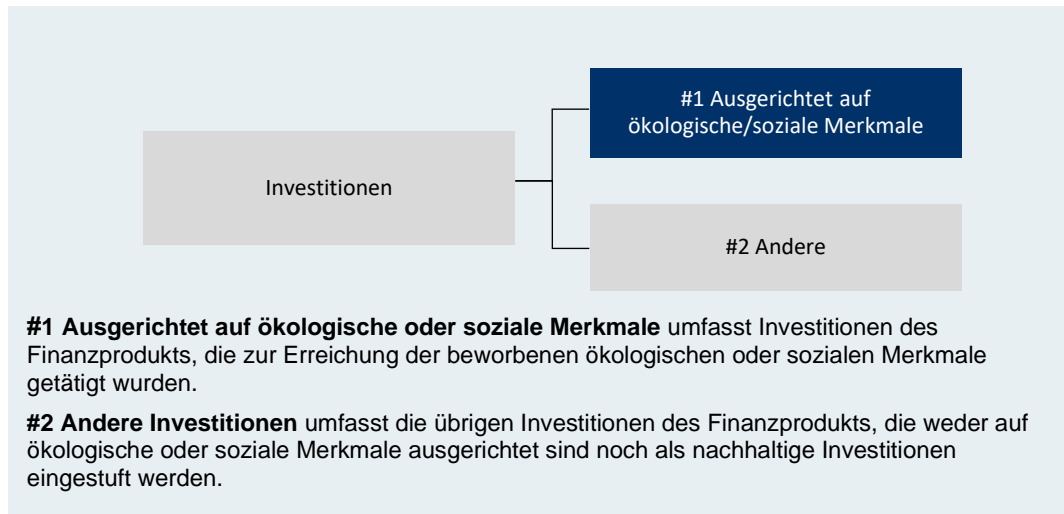 #1 Ausgerichtet auf
ökologische/soziale Merkmale
Investitionen
#2 Andere
#1 Ausgerichtet auf ökologische oder soziale Merkmale umfasst Investitionen des
Finanzprodukts, die zur Erreichung der beworbenen ökologischen oder sozialen Merkmale
getätigt wurden.
#2 Andere Investitionen umfasst die übrigen Investitionen des Finanzprodukts, die weder auf
ökologische oder soziale Merkmale ausgerichtet sind noch als nachhaltige Investitionen
eingestuft werden.